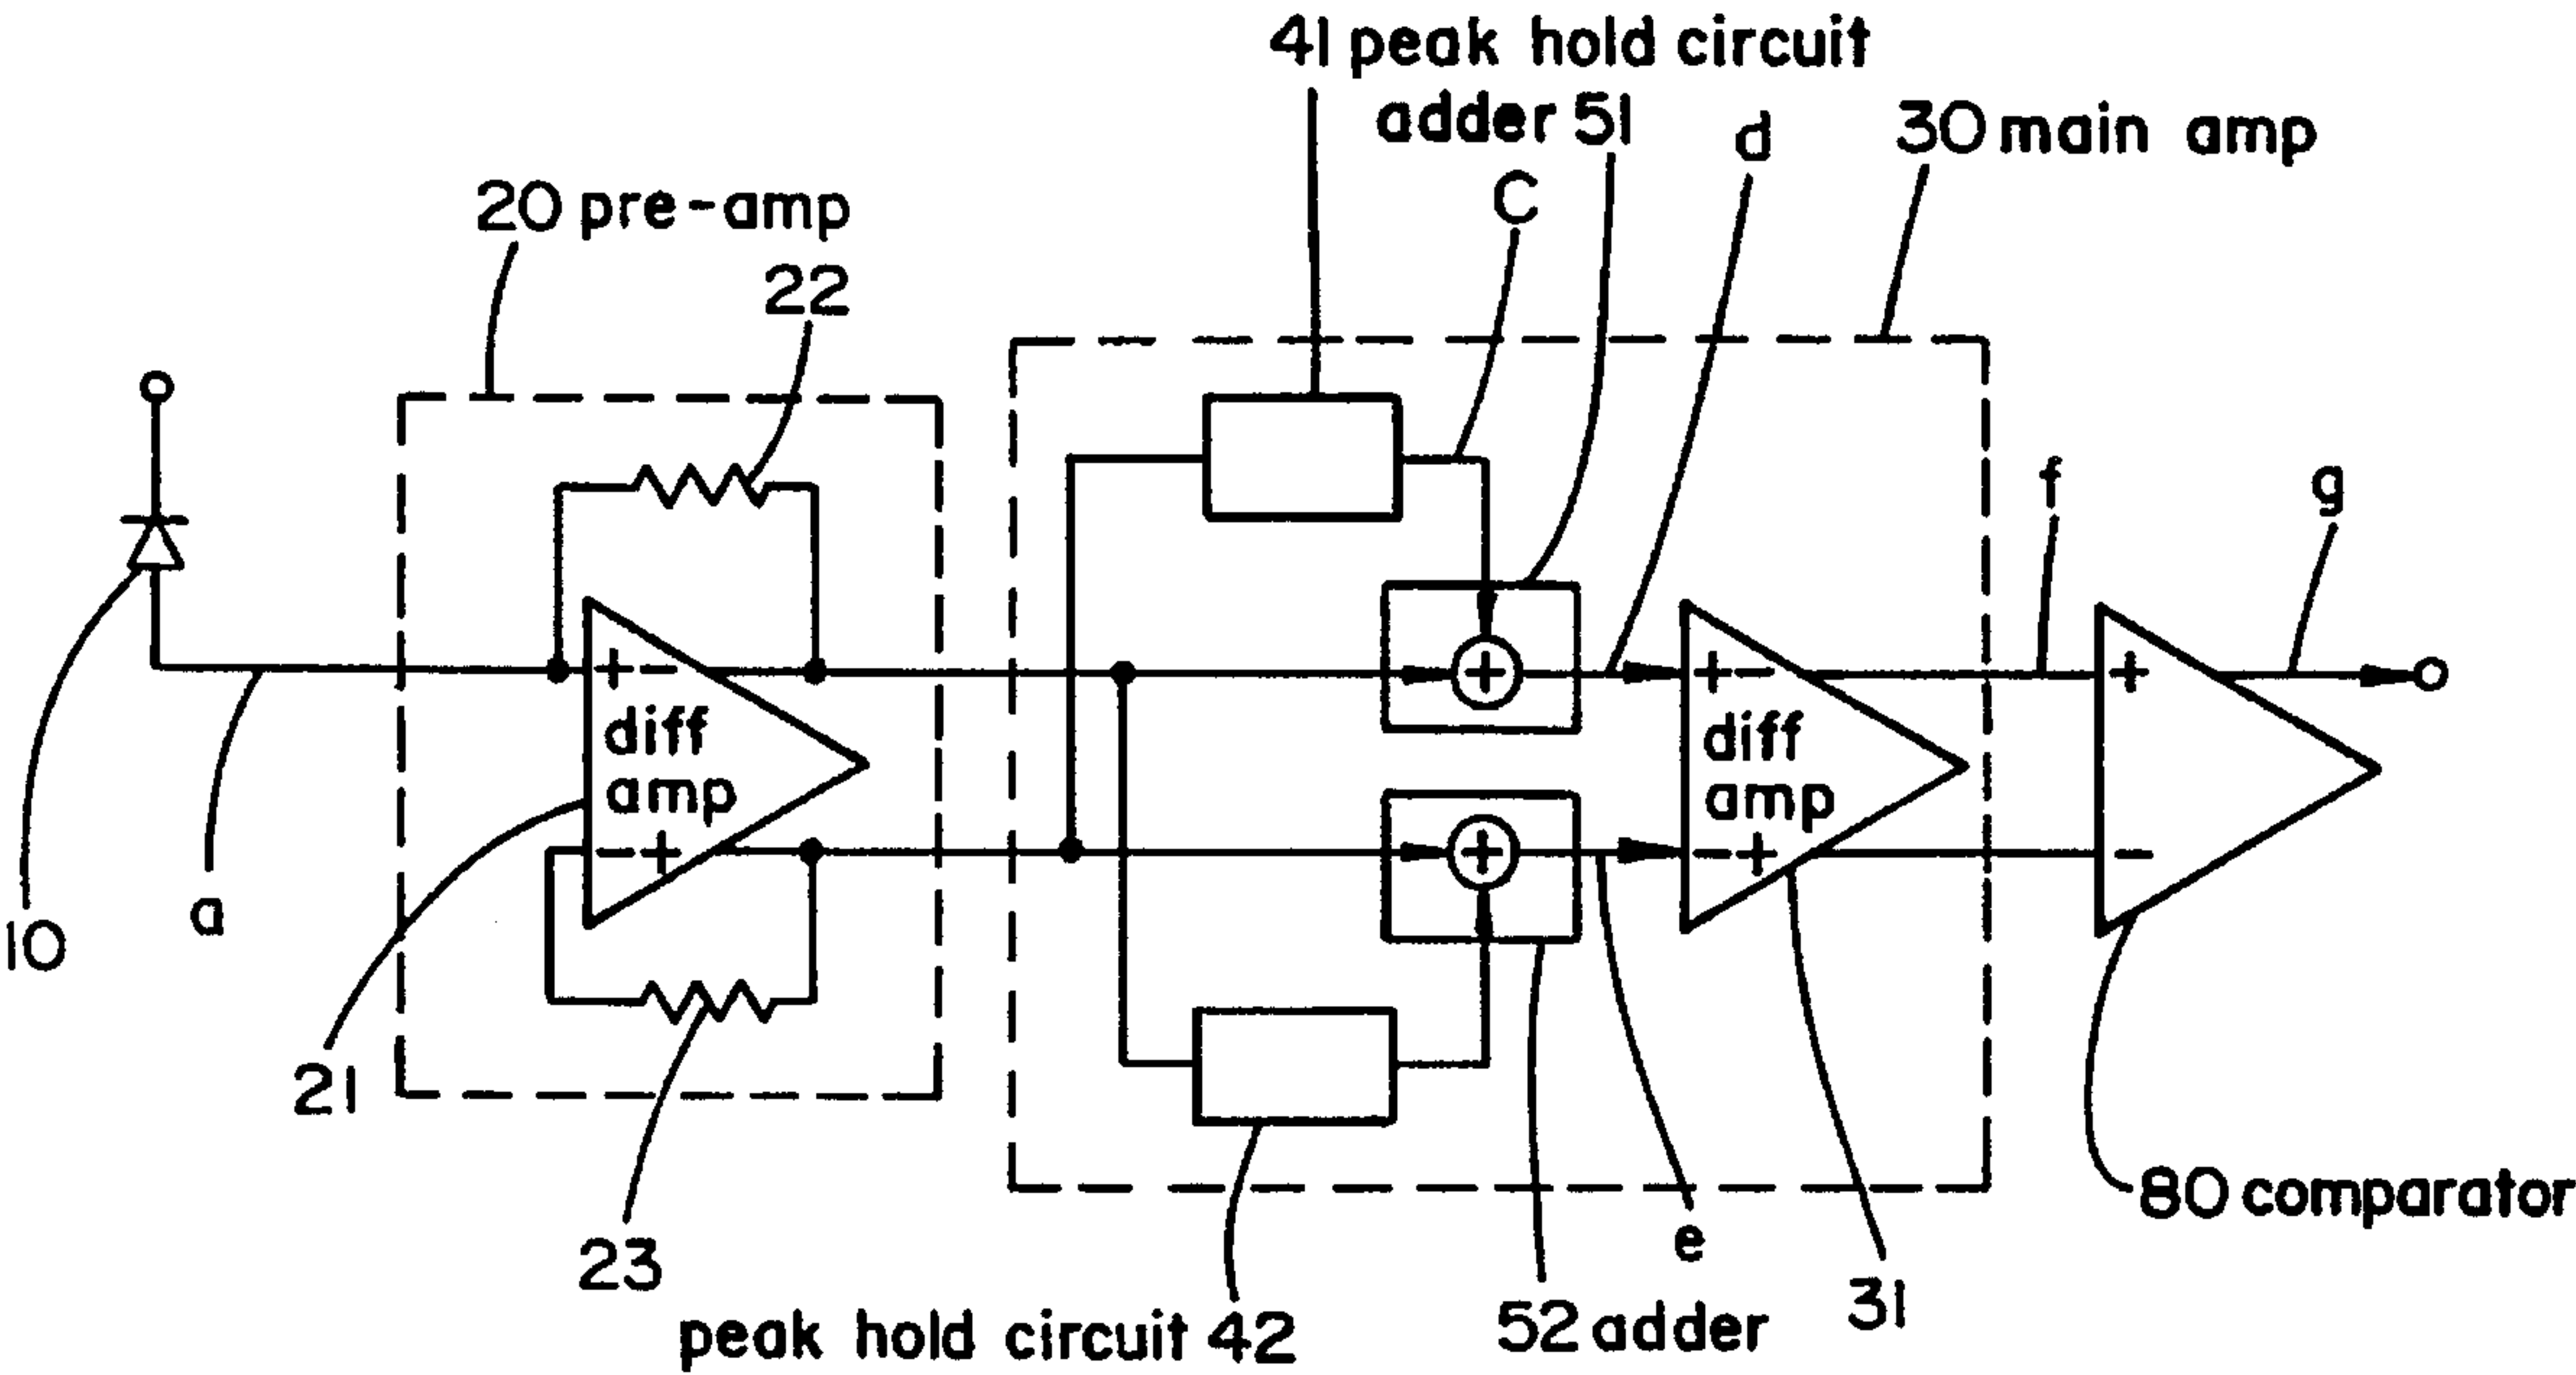 41 peak hold circuit
adder 51
d
30 main amp
C
20 pre-amp
22
f
g
+ -
diff
amp
- +
+
+
+ -
diff
amp
- +
+
-
a
10
21
23
peak hold circuit 42
52 adder
e
31
80 comparator